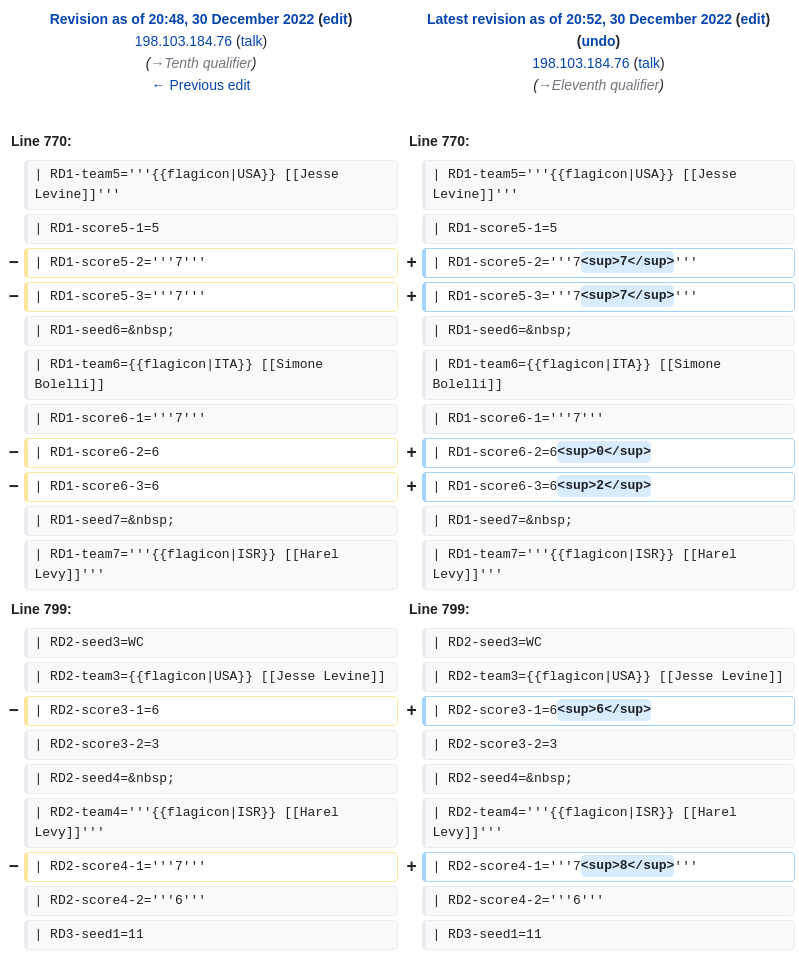 Revision as of 20:48, 30 December 2022 (edit)
198.103.184.76 (talk)
(→Tenth qualifier)
← Previous edit
Latest revision as of 20:52, 30 December 2022 (edit)
(undo)
198.103.184.76 (talk)
(→Eleventh qualifier)
Line 770:
Line 770:
| RD1-team5='''{{flagicon|USA}} [[Jesse
Levine]]'''
| RD1-team5='''{{flagicon|USA}} [[Jesse
Levine]]'''
| RD1-score5-1=5
| RD1-score5-1=5
− | RD1-score5-2='''7'''
+ | RD1-score5-2='''7<sup>7</sup>'''
− | RD1-score5-3='''7'''
+ | RD1-score5-3='''7<sup>7</sup>'''
| RD1-seed6=&nbsp;
| RD1-seed6=&nbsp;
| RD1-team6={{flagicon|ITA}} [[Simone
Bolelli]]
| RD1-team6={{flagicon|ITA}} [[Simone
Bolelli]]
| RD1-score6-1='''7'''
| RD1-score6-1='''7'''
− | RD1-score6-2=6
+ | RD1-score6-2=6<sup>0</sup>
− | RD1-score6-3=6
+ | RD1-score6-3=6<sup>2</sup>
| RD1-seed7=&nbsp;
| RD1-seed7=&nbsp;
| RD1-team7='''{{flagicon|ISR}} [[Harel
Levy]]'''
| RD1-team7='''{{flagicon|ISR}} [[Harel
Levy]]'''
Line 799:
Line 799:
| RD2-seed3=WC
| RD2-seed3=WC
| RD2-team3={{flagicon|USA}} [[Jesse Levine]]
| RD2-team3={{flagicon|USA}} [[Jesse Levine]]
− | RD2-score3-1=6
+ | RD2-score3-1=6<sup>6</sup>
| RD2-score3-2=3
| RD2-score3-2=3
| RD2-seed4=&nbsp;
| RD2-seed4=&nbsp;
| RD2-team4='''{{flagicon|ISR}} [[Harel
Levy]]'''
| RD2-team4='''{{flagicon|ISR}} [[Harel
Levy]]'''
− | RD2-score4-1='''7'''
+ | RD2-score4-1='''7<sup>8</sup>'''
| RD2-score4-2='''6'''
| RD2-score4-2='''6'''
| RD3-seed1=11
| RD3-seed1=11